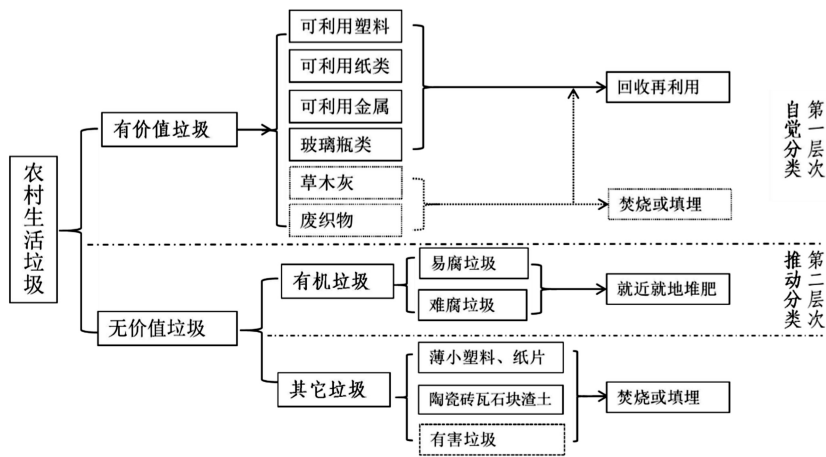 农村生活垃圾
有价值垃圾
可利用塑料
可利用纸类
可利用金属
玻璃瓶类
草木灰
废织物
回收再利用
焚烧或填埋
第一层次
自觉分类
无价值垃圾
有机垃圾
易腐垃圾
难腐垃圾
就近就地堆肥
第二层次
推动分类
其它垃圾
薄小塑料、纸片
陶瓷砖瓦石块渣土
有害垃圾
焚烧或填埋